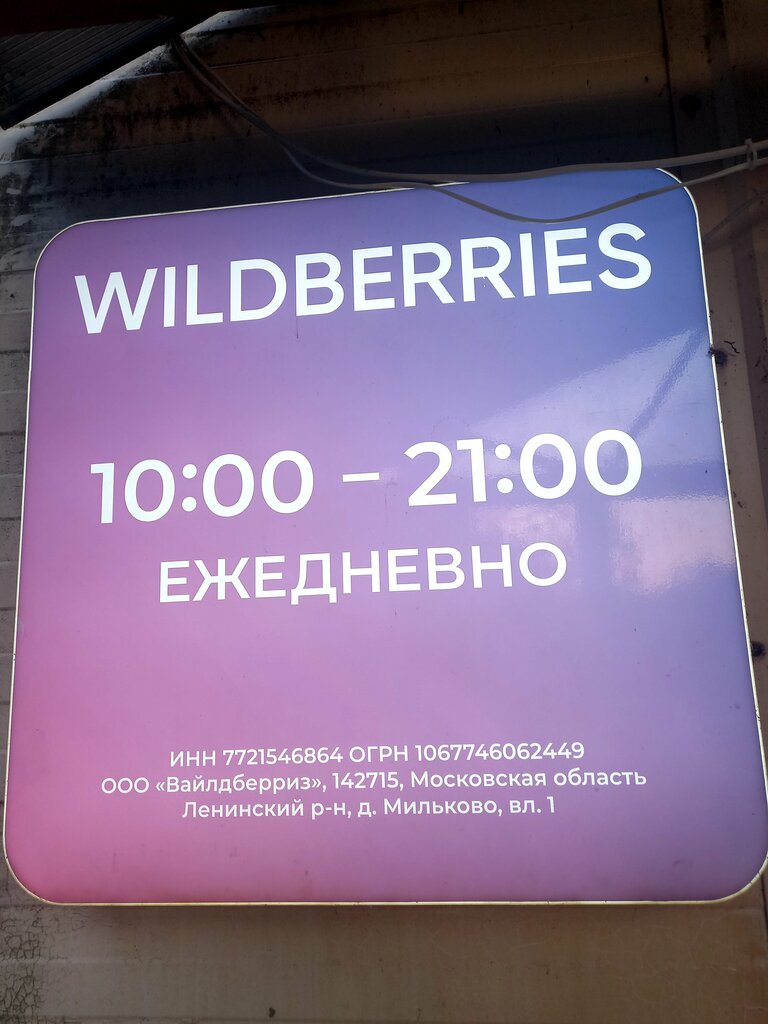 WILDBERRIES
10:00 – 21:00
ЕЖЕДНЕВНО
ИНН 7721546864 ОГРН 1067746062449
ООО «Вайлдберриз», 142715, Московская область
Ленинский р-н, д. Мильково, вл. 1